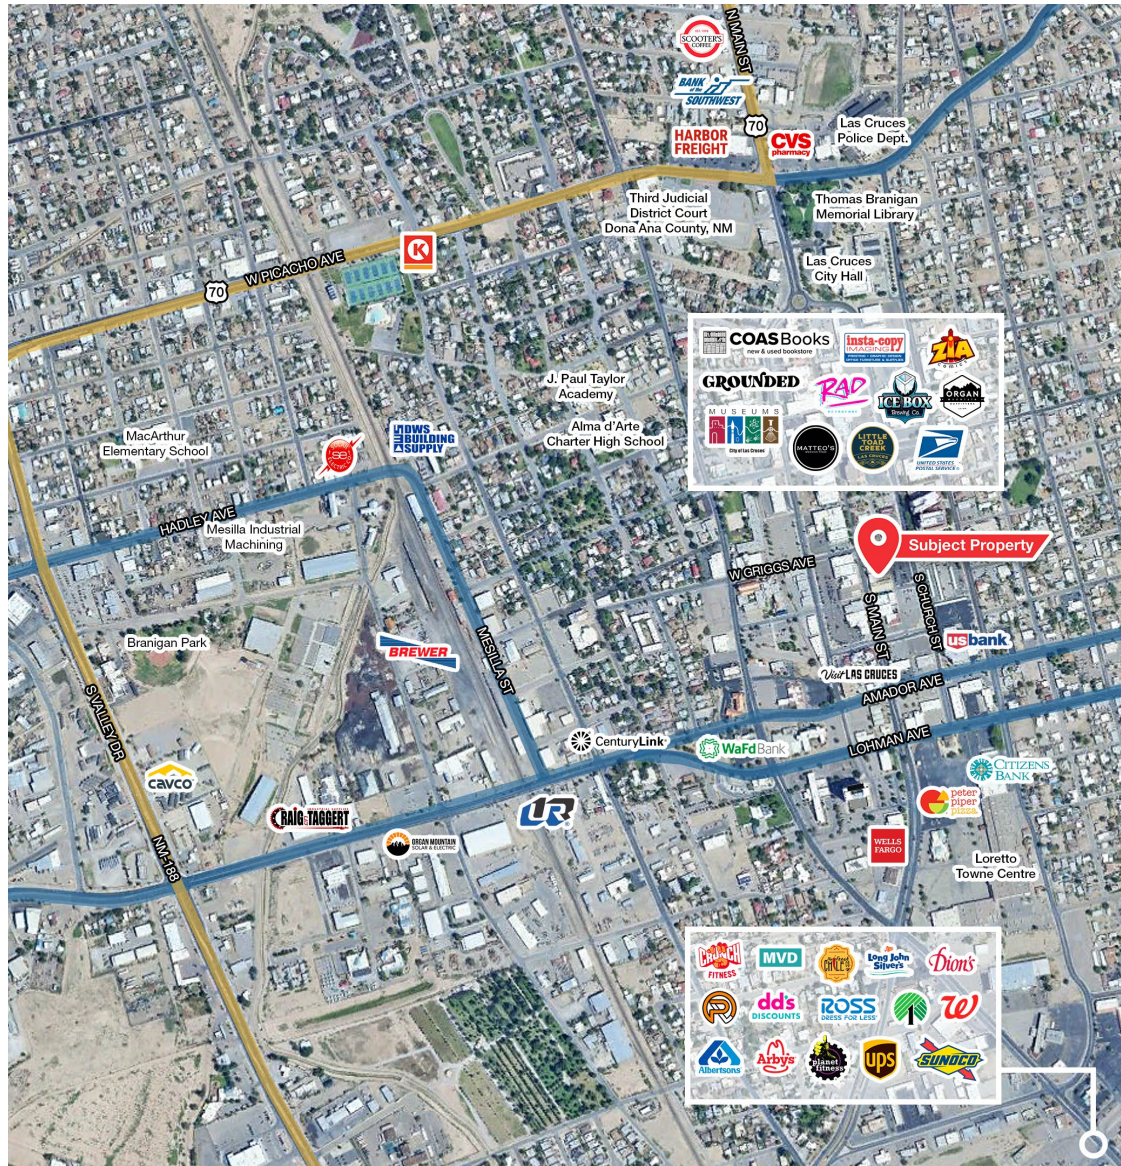 SCOOTER'S
COFFEE
N MAIN ST
BANK
of the
SOUTHWEST
70
HARBOR
FREIGHT
CVS
pharmacy
Las Cruces
Police Dept.
Third Judicial
District Court
Dona Ana County, NM
Thomas Branigan
Memorial Library
Las Cruces
City Hall
K
W PICACHO AVE
70
COAS Books
new & used bookstore
insta-copy
IMAGING
ZIA
comics
GROUNDED
RAD
ICE BOX
Brewing Co.
ORGAN
MUSEUMS
City of Las Cruces
MATTEO'S
LITTLE
TOAD
CREEK
LAS CRUCES
UNITED STATES
POSTAL SERVICE
J. Paul Taylor
Academy
Alma d'Arte
Charter High School
MacArthur
Elementary School
DWS
BUILDING
SUPPLY
HADLEY AVE
Mesilla Industrial
Machining
Subject Property
W GRIGGS AVE
S MAIN ST
S CHURCH ST
usbank
Branigan Park
BREWER
MESILLA ST
Visit LAS CRUCES
AMADOR AVE
LOHMAN AVE
S VALLEY DR
CenturyLink
WaFd Bank
CITIZENS
BANK
cavco
peter
piper
pizza
CRAIG & TAGGERT
UR
ORGAN MOUNTAIN
SOLAR & ELECTRIC
WELLS
FARGO
Loretto
Towne Centre
NM-188
CRUNCH
FITNESS
MVD
Long John
Silver's
Dion's
dd's
DISCOUNTS
ROSS
DRESS FOR LESS
W
Albertsons
Arby's
planet
fitness
ups
SUNOCO